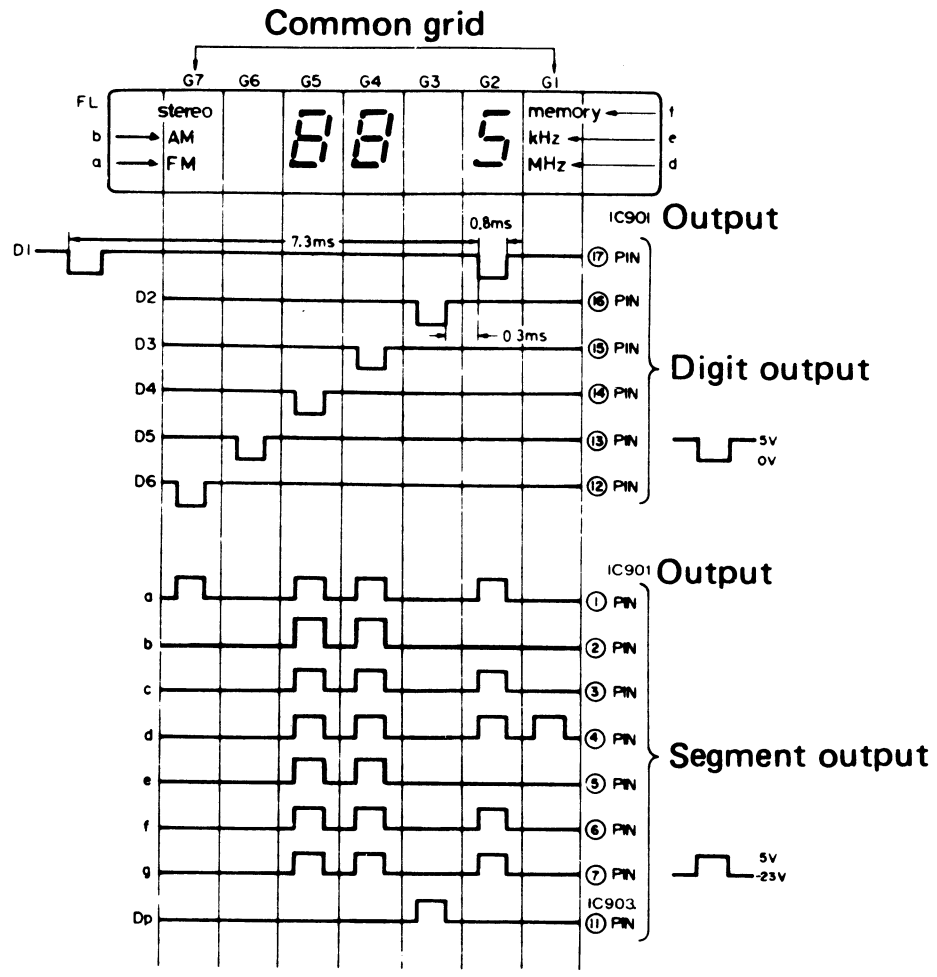 Common grid
G7 G6 G5 G4 G3 G2 G1
FL stereo 88 88 5 memory f
b AM kHz e
a FM MHz d
IC901 Output
7.3ms 0.8ms
D1 17 PIN
D2 16 PIN
0.3ms
D3 15 PIN
Digit output
D4 14 PIN
D5 13 PIN
5V
0V
D6 12 PIN
IC901 Output
a 1 PIN
b 2 PIN
c 3 PIN
d 4 PIN
Segment output
e 5 PIN
f 6 PIN
g 7 PIN
5V
-23V
IC903
Dp 11 PIN